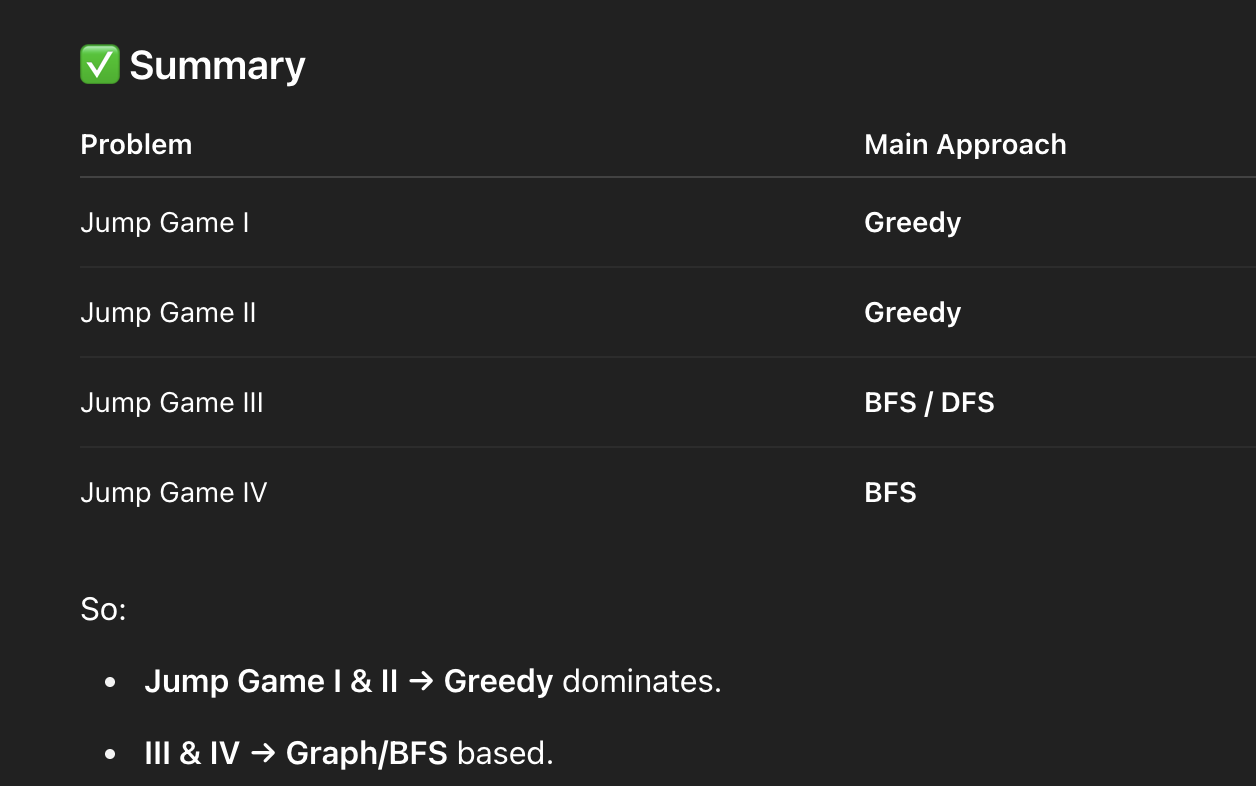 ✅ Summary
Problem Main Approach
Jump Game I Greedy
Jump Game II Greedy
Jump Game III BFS / DFS
Jump Game IV BFS
So:
• Jump Game I & II → Greedy dominates.
• III & IV → Graph/BFS based.